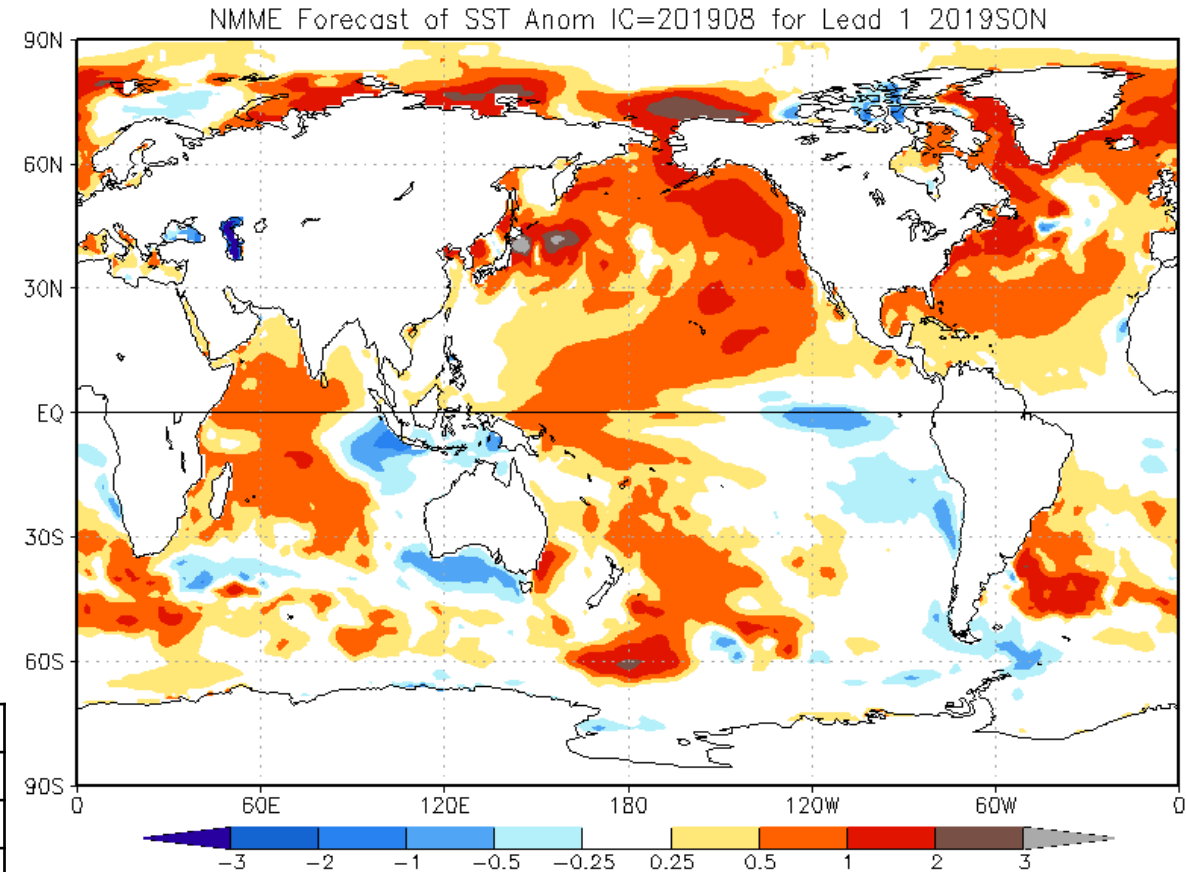 NMME Forecast of SST Anom IC=201908 for Lead 1 2019SON
90N
60N
30N
EQ
30S
60S
90S
0 60E 120E 180 120W 60W 0
-3 -2 -1 -0.5 -0.25 0.25 0.5 1 2 3